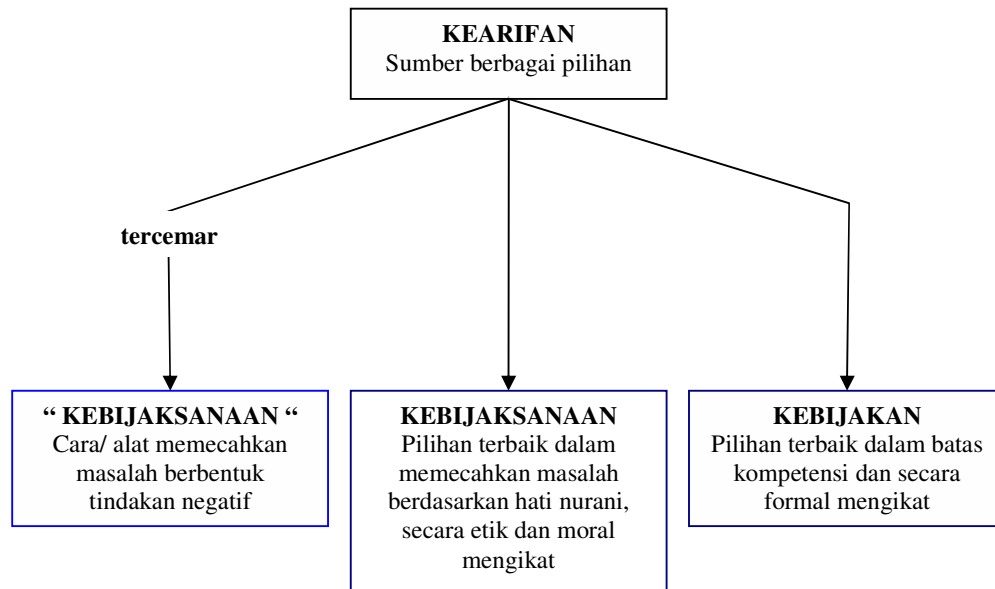 KEARIFAN
Sumber berbagai pilihan
tercemar
“ KEBIJAKSANAAN “
Cara/ alat memecahkan
masalah berbentuk
tindakan negatif
KEBIJAKSANAAN
Pilihan terbaik dalam
memecahkan masalah
berdasarkan hati nurani,
secara etik dan moral
mengikat
KEBIJAKAN
Pilihan terbaik dalam batas
kompetensi dan secara
formal mengikat